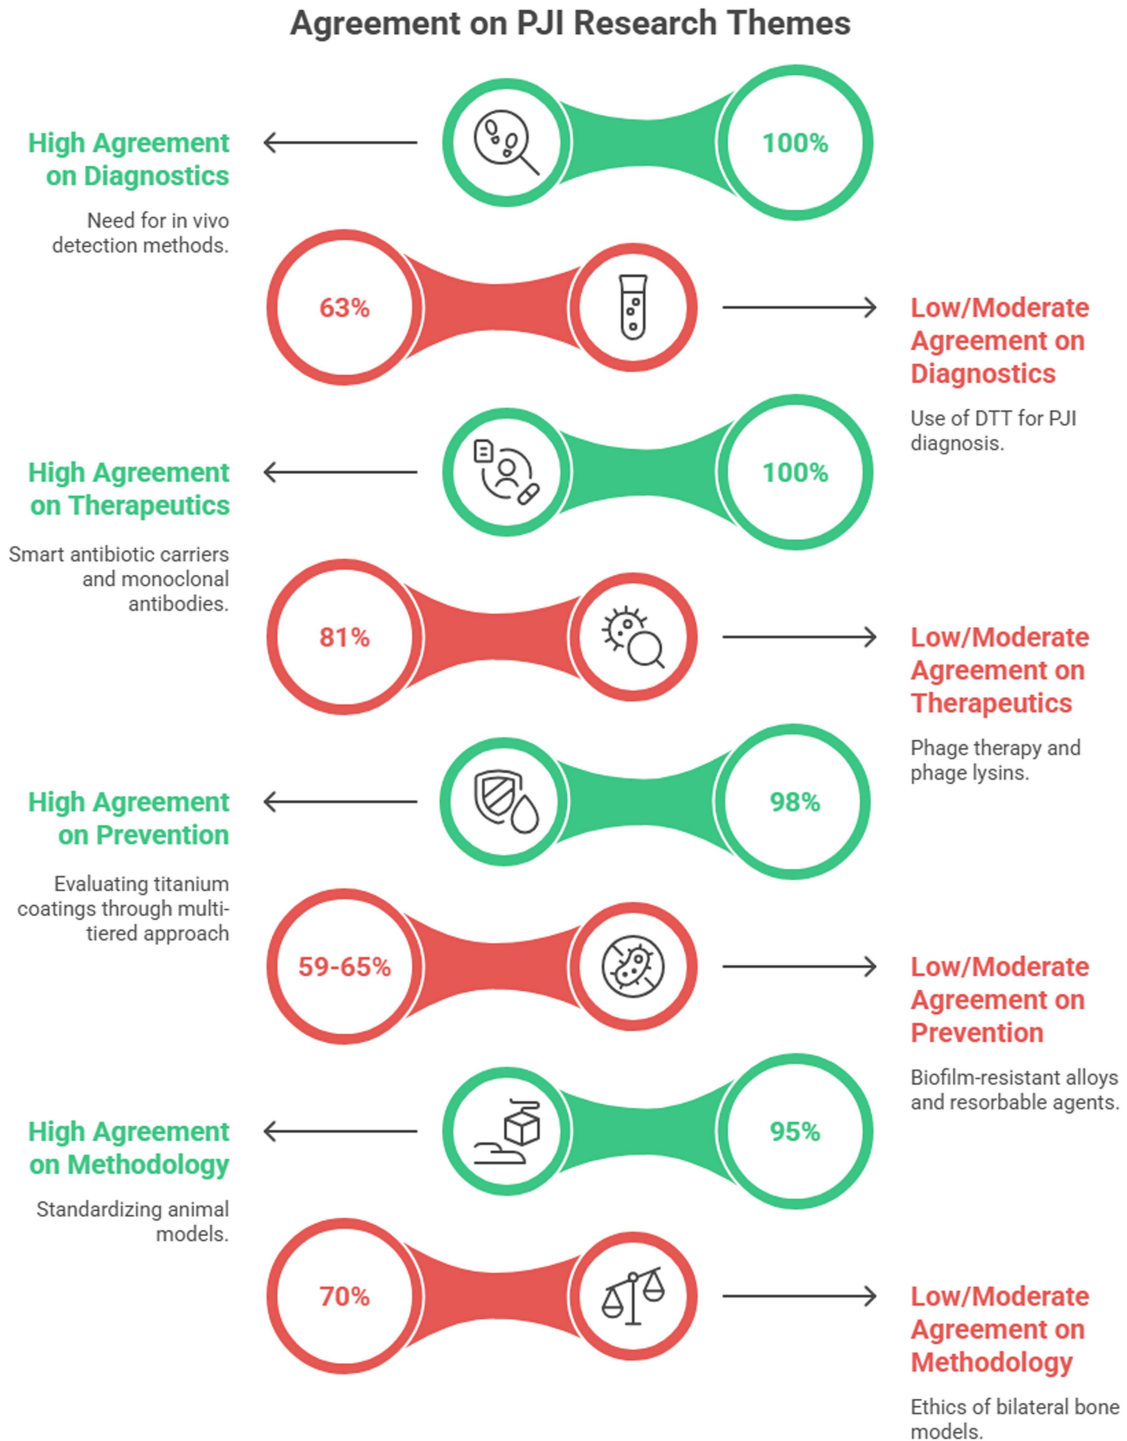 Agreement on PJI Research Themes
High Agreement
on Diagnostics
Need for in vivo
detection methods.
100%
63%
Low/Moderate
Agreement on
Diagnostics
Use of DTT for PJI
diagnosis.
High Agreement
on Therapeutics
Smart antibiotic carriers
and monoclonal
antibodies.
100%
81%
Low/Moderate
Agreement on
Therapeutics
Phage therapy and
phage lysins.
High Agreement
on Prevention
Evaluating titanium
coatings through multi-
tiered approach
98%
59-65%
Low/Moderate
Agreement on
Prevention
Biofilm-resistant alloys
and resorbable agents.
High Agreement
on Methodology
Standardizing animal
models.
95%
70%
Low/Moderate
Agreement on
Methodology
Ethics of bilateral bone
models.